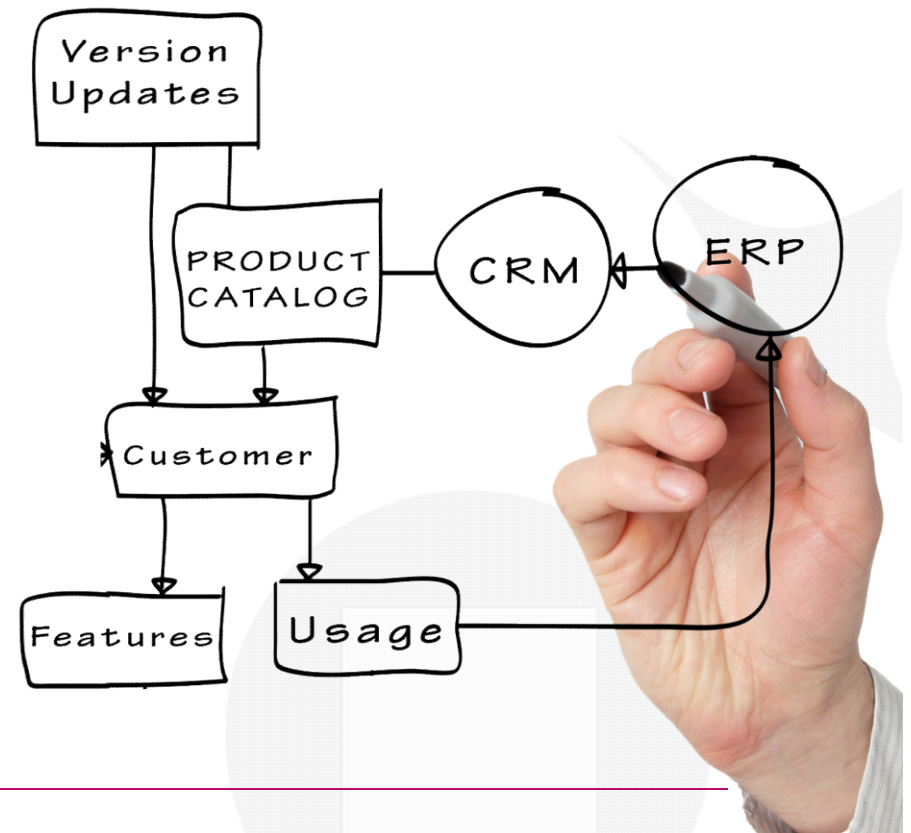 Version
Updates
PRODUCT
CATALOG
CRM
ERP
Customer
Features
Usage